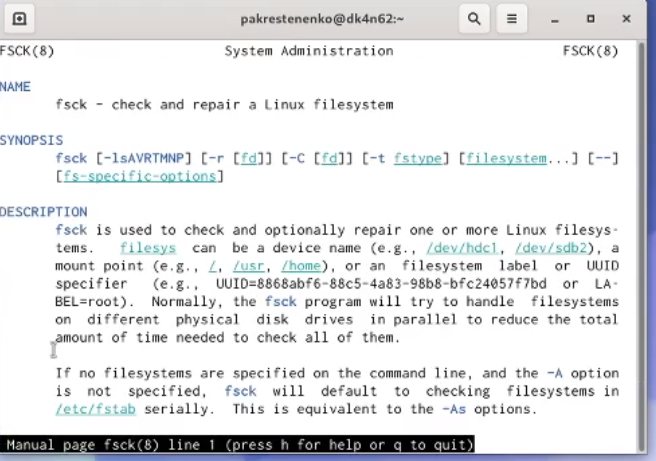 pakrestenenko@dk4n62:~
FSCK(8) System Administration FSCK(8)
NAME
fsck - check and repair a Linux filesystem
SYNOPSIS
fsck [-lsAVRTMNP] [-r [fd]] [-C [fd]] [-t fstype] [filesystem...] [--]
[fs-specific-options]
DESCRIPTION
fsck is used to check and optionally repair one or more Linux filesys-
tems. filesys can be a device name (e.g., /dev/hdc1, /dev/sdb2), a
mount point (e.g., /, /usr, /home), or an filesystem label or UUID
specifier (e.g., UUID=8868abf6-88c5-4a83-98b8-bfc24057f7bd or LA-
BEL=root). Normally, the fsck program will try to handle filesystems
on different physical disk drives in parallel to reduce the total
amount of time needed to check all of them.
If no filesystems are specified on the command line, and the -A option
is not specified, fsck will default to checking filesystems in
/etc/fstab serially. This is equivalent to the -As options.
Manual page fsck(8) line 1 (press h for help or q to quit)